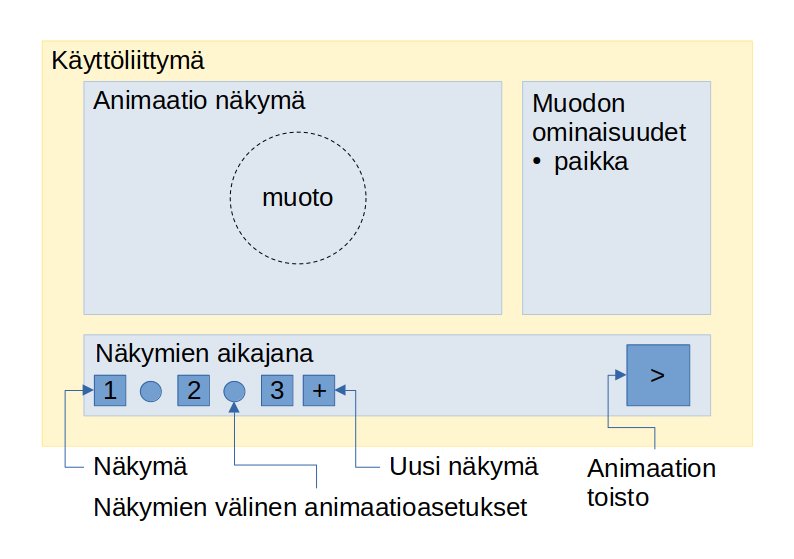 Käyttöliittymä
Animaatio näkymä
muoto
Muodon
ominaisuudet
• paikka
Näkymien aikajana
1 2 3 +
>
Näkymä
Uusi näkymä
Näkymien välinen animaatioasetukset
Animaation
toisto